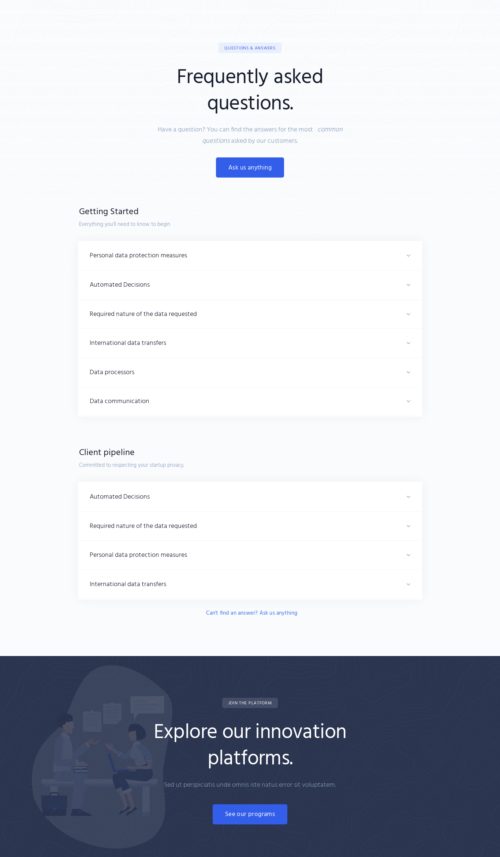 QUESTIONS & ANSWERS
Frequently asked
questions.
Have a question? You can find the answers for the most common
questions asked by our customers.
Ask us anything
Getting Started
Everything you'll need to know to begin.
Personal data protection measures
Automated Decisions
Required nature of the data requested
International data transfers
Data processors
Data communication
Client pipeline
Committed to respecting your startup privacy.
Automated Decisions
Required nature of the data requested
Personal data protection measures
International data transfers
Can't find an answer? Ask us anything
JOIN THE PLATFORM
Explore our innovation
platforms.
Sed ut perspiciatis unde omnis iste natus error sit voluptatem.
See our programs